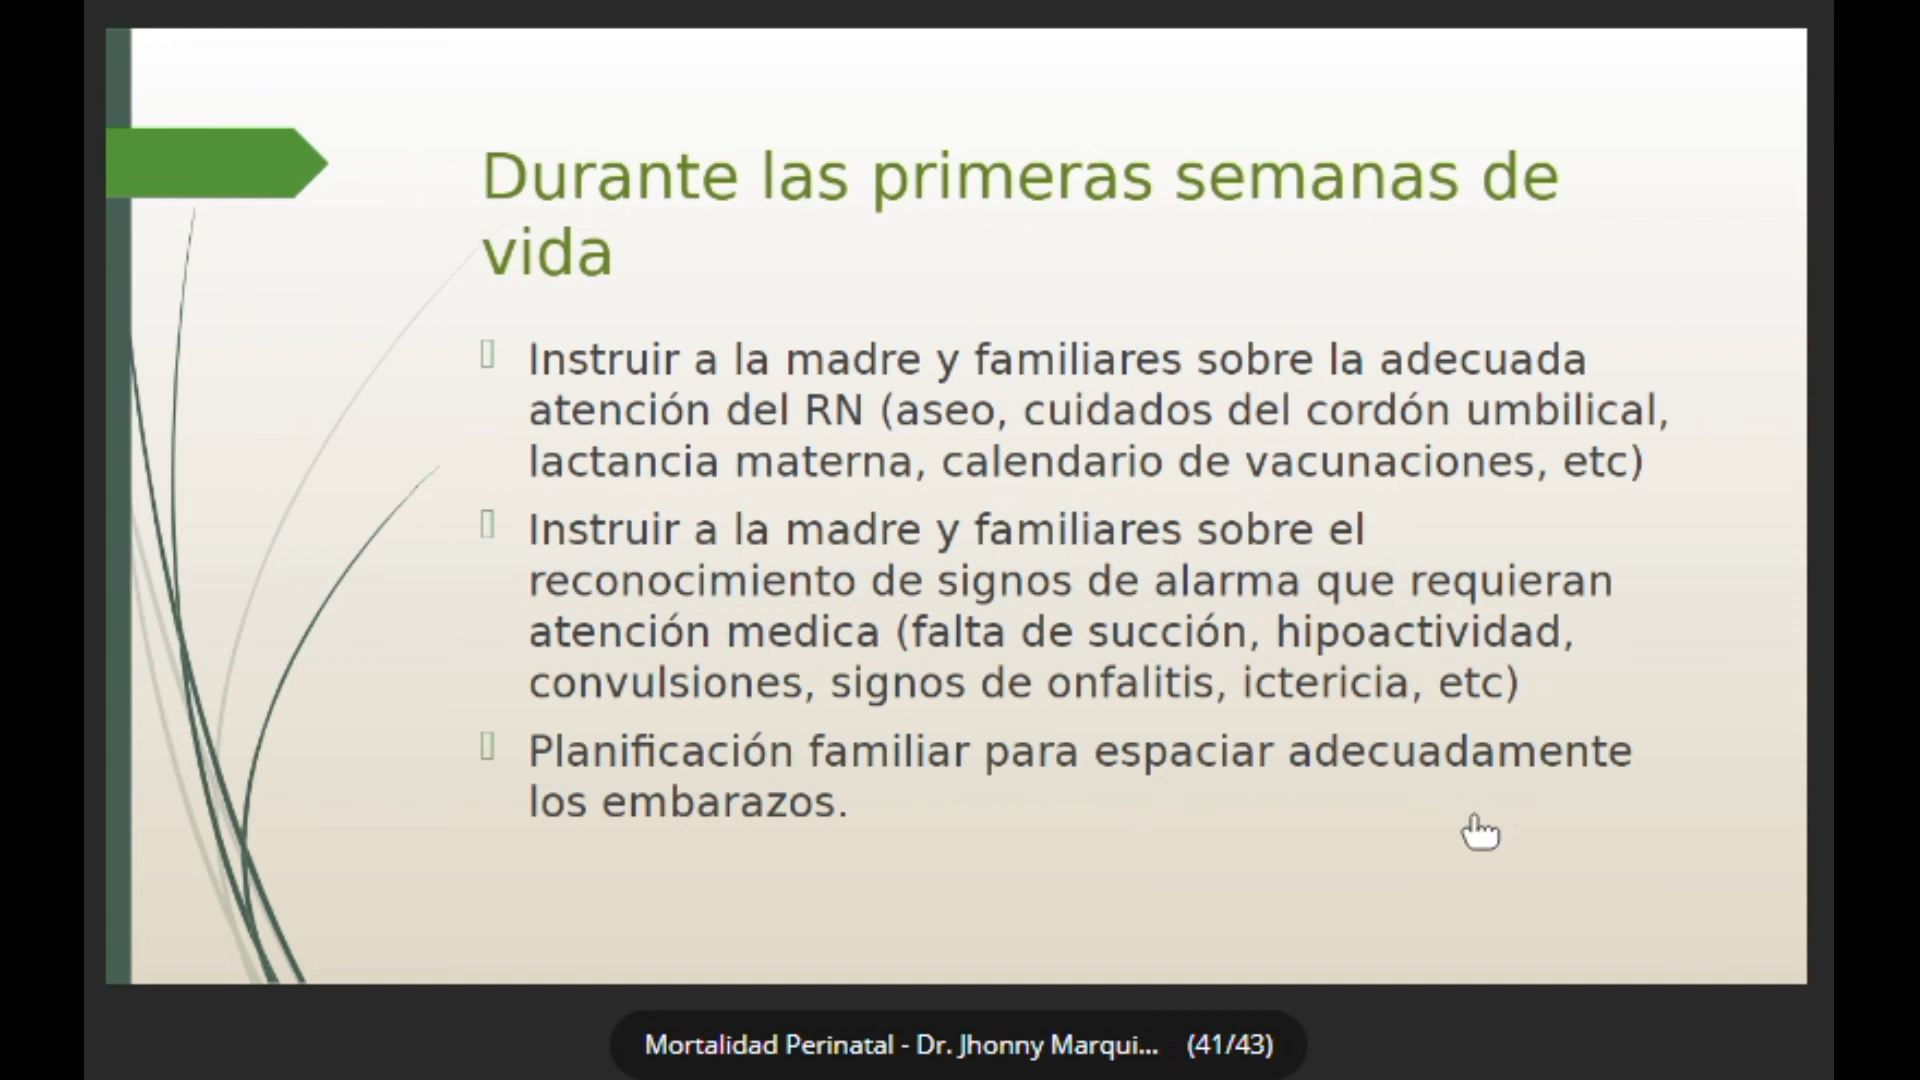 Durante las primeras semanas de
vida
Instruir a la madre y familiares sobre la adecuada
atención del RN (aseo, cuidados del cordón umbilical,
lactancia materna, calendario de vacunaciones, etc)
Instruir a la madre y familiares sobre el
reconocimiento de signos de alarma que requieran
atención medica (falta de succión, hipoactividad,
convulsiones, signos de onfalitis, ictericia, etc)
Planificación familiar para espaciar adecuadamente
los embarazos.
Mortalidad Perinatal - Dr. Jhonny Marqui... (41/43)